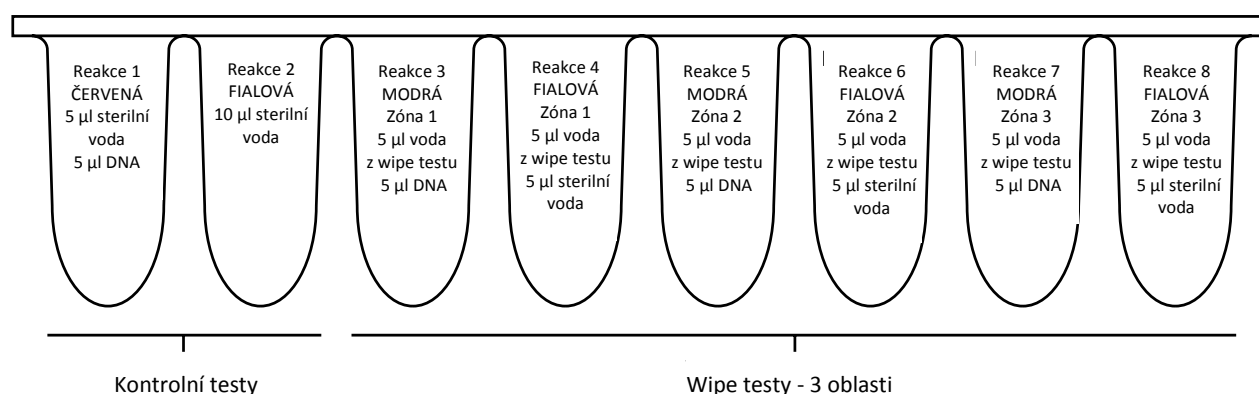 Reakce 1
ČERVENÁ
5 µl sterilní
voda
5 µl DNA
Reakce 2
FIALOVÁ
10 µl sterilní
voda
Reakce 3
MODRÁ
Zóna 1
5 µl voda
z wipe testu
5 µl DNA
Reakce 4
FIALOVÁ
Zóna 1
5 µl voda
z wipe testu
5 µl sterilní
voda
Reakce 5
MODRÁ
Zóna 2
5 µl voda
z wipe testu
5 µl DNA
Reakce 6
FIALOVÁ
Zóna 2
5 µl voda
z wipe testu
5 µl sterilní
voda
Reakce 7
MODRÁ
Zóna 3
5 µl voda
z wipe testu
5 µl DNA
Reakce 8
FIALOVÁ
Zóna 3
5 µl voda
z wipe testu
5 µl sterilní
voda
Kontrolní testy
Wipe testy - 3 oblasti